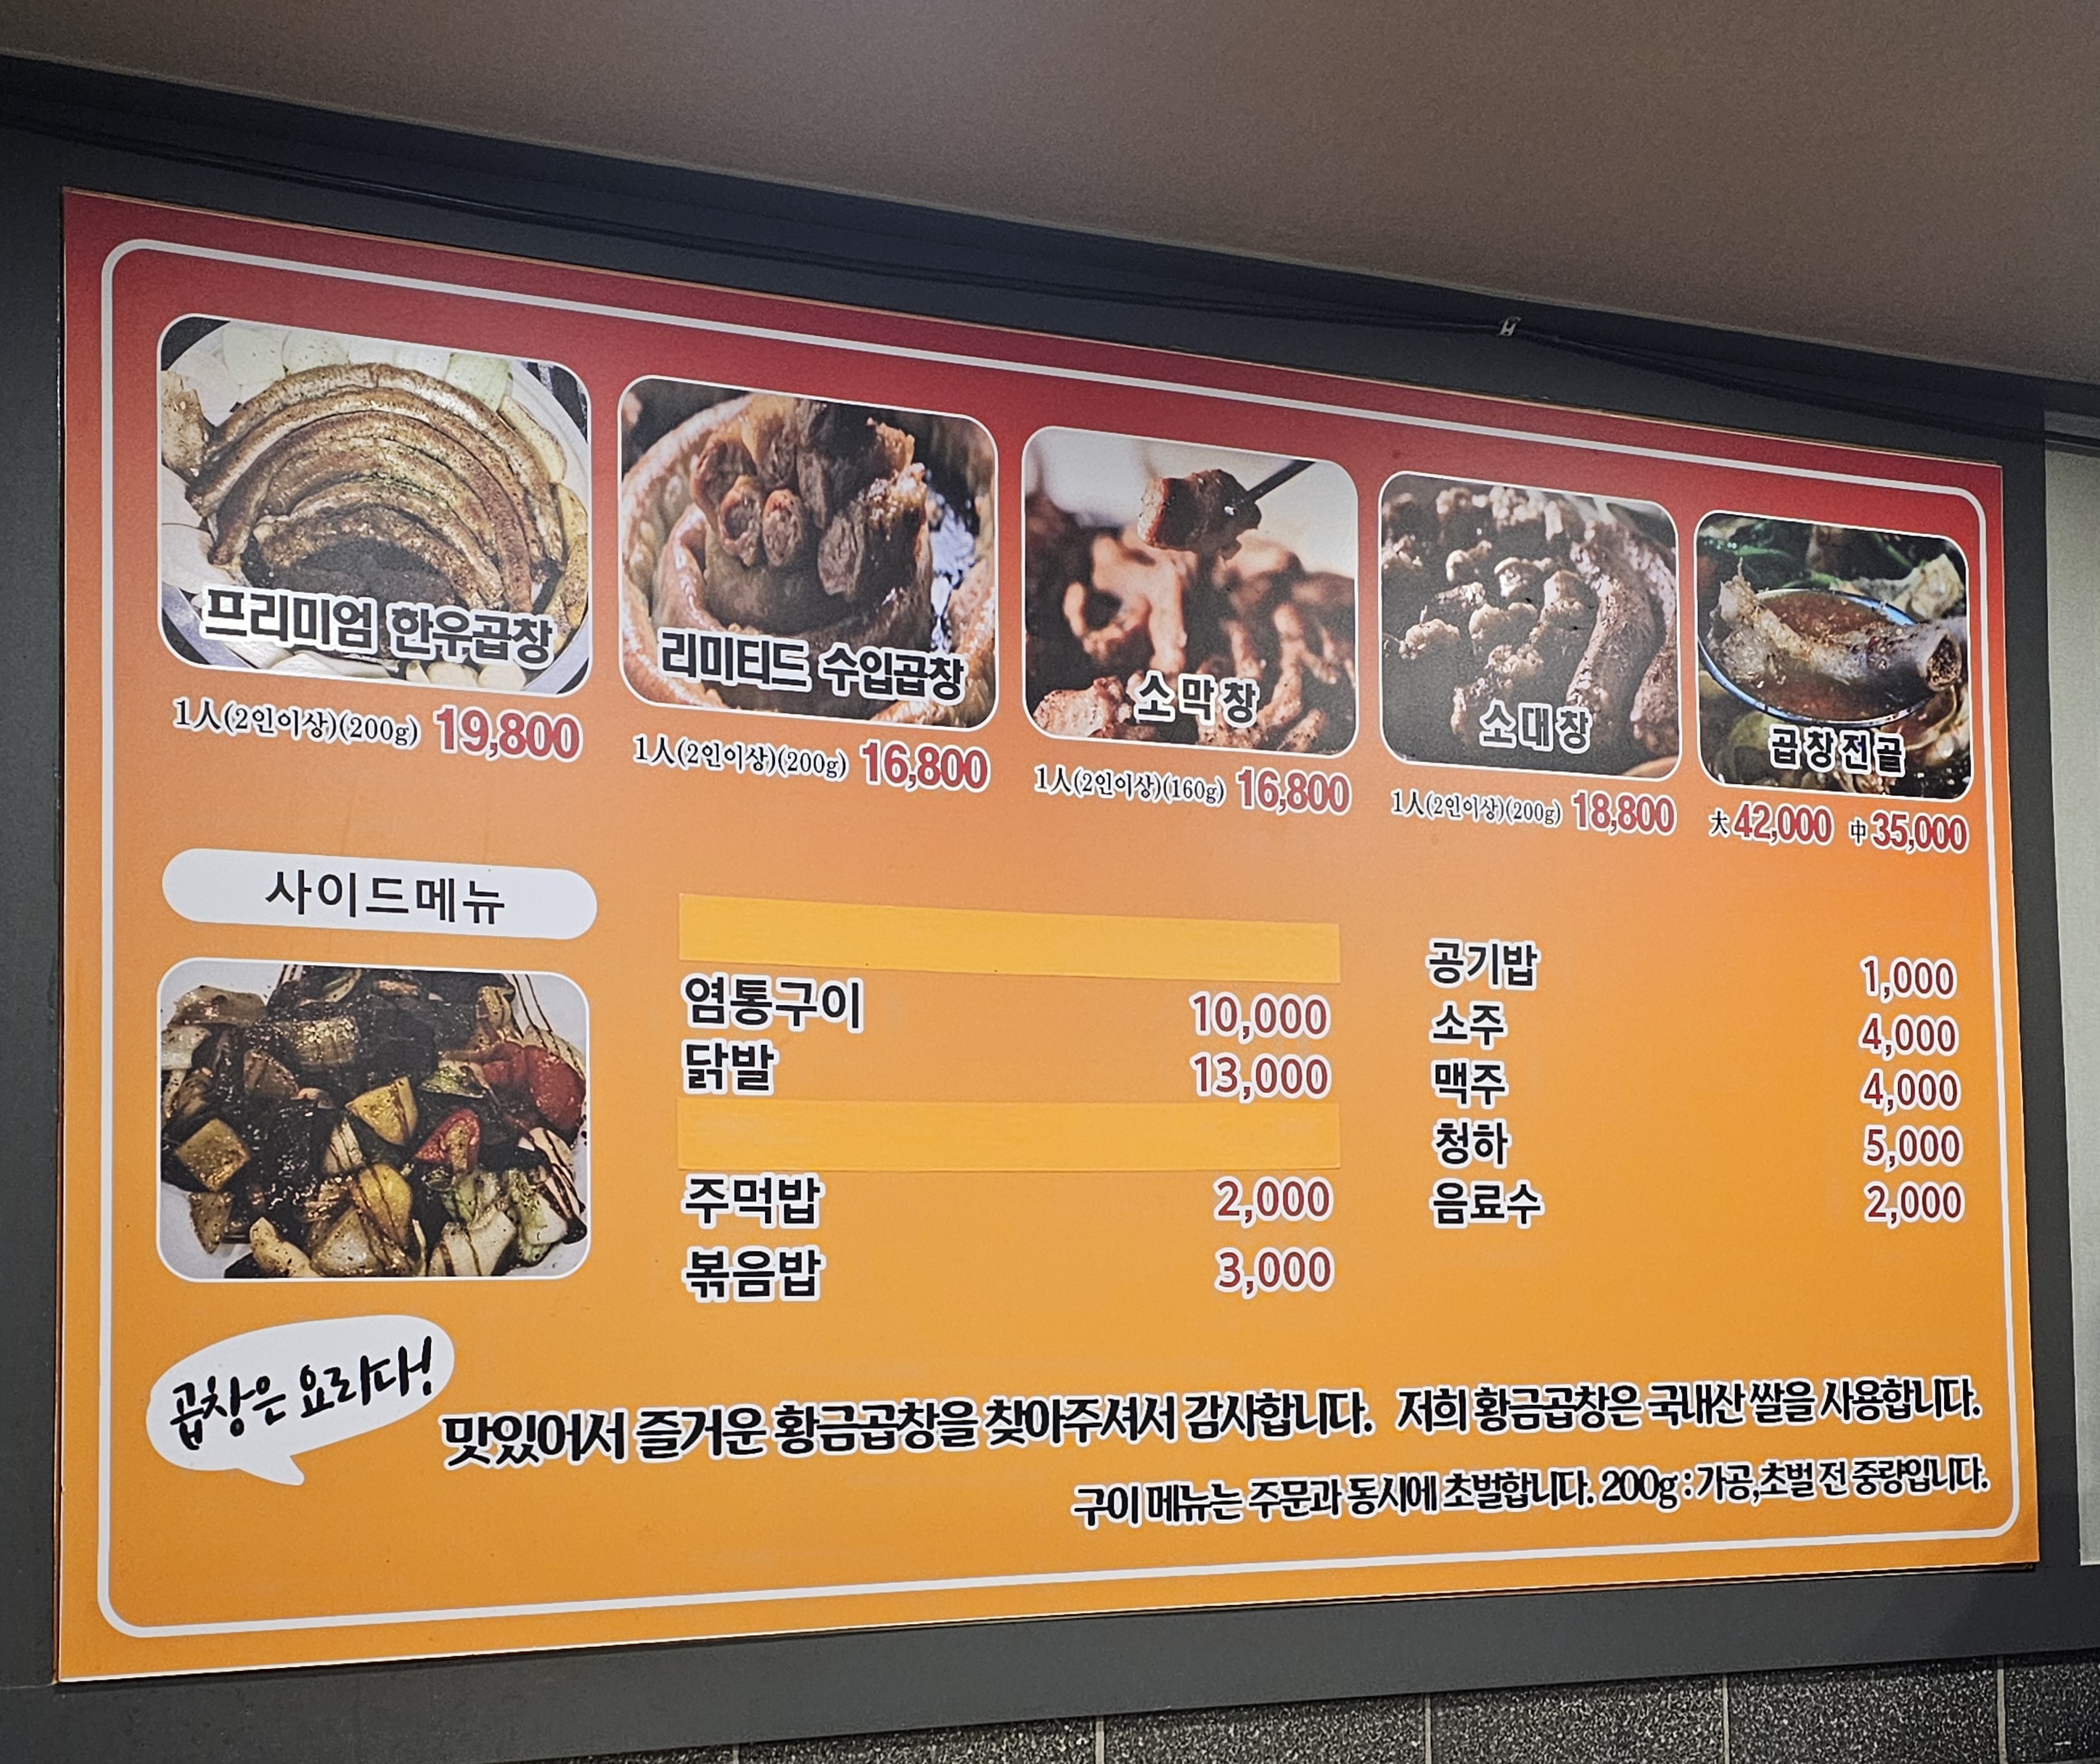 프리미엄 한우곱창
1人(2인이상)(200g) 19,800
리미티드 수입곱창
1人(2인이상)(200g) 16,800
소막창
1人(2인이상)(160g) 16,800
소대창
1人(2인이상)(200g) 18,800
곱창전골
大 42,000 中 35,000
사이드메뉴
염통구이 10,000
닭발 13,000
주먹밥 2,000
볶음밥 3,000
공기밥 1,000
소주 4,000
맥주 4,000
청하 5,000
음료수 2,000
곱창은 요리다!
맛있어서 즐거운 황금곱창을 찾아주셔서 감사합니다. 저희 황금곱창은 국내산 쌀을 사용합니다.
구이 메뉴는 주문과 동시에 초벌합니다. 200g : 가공,초벌 전 중량입니다.